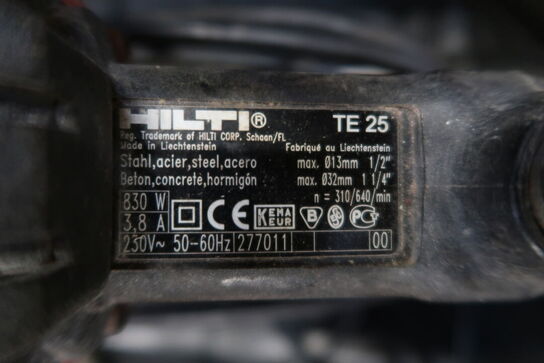 HILTI® TE 25
Reg. Trademark of HILTI CORP. Schaan/FL
Made in Liechtenstein Fabriqué au Liechtenstein
Stahl,acier,steel,acero max. Ø13mm 1/2"
Beton,concrete,hormigón max. Ø32mm 1 1/4"
n = 310/640/min
830 W
3,8 A CE KEMA KEUR B PC
230V~ 50-60Hz 277011 00